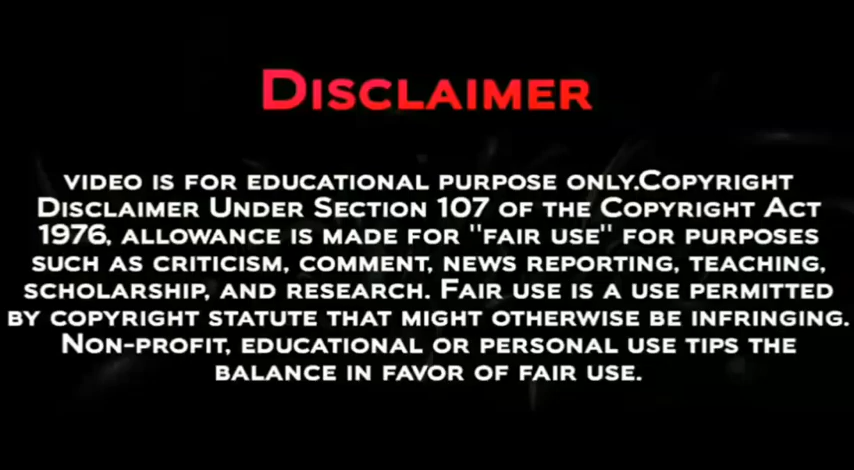 Disclaimer
video is for educational purpose only.Copyright
Disclaimer Under Section 107 of the Copyright Act
1976, allowance is made for "fair use" for purposes
such as criticism, comment, news reporting, teaching,
scholarship, and research. Fair use is a use permitted
by copyright statute that might otherwise be infringing.
Non-profit, educational or personal use tips the
balance in favor of fair use.